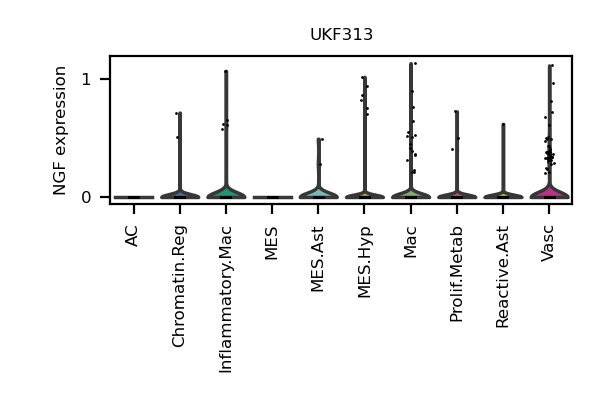 UKF313
NGF expression
1
0
AC
Chromatin.Reg
Inflammatory.Mac
MES
MES.Ast
MES.Hyp
Mac
Prolif.Metab
Reactive.Ast
Vasc